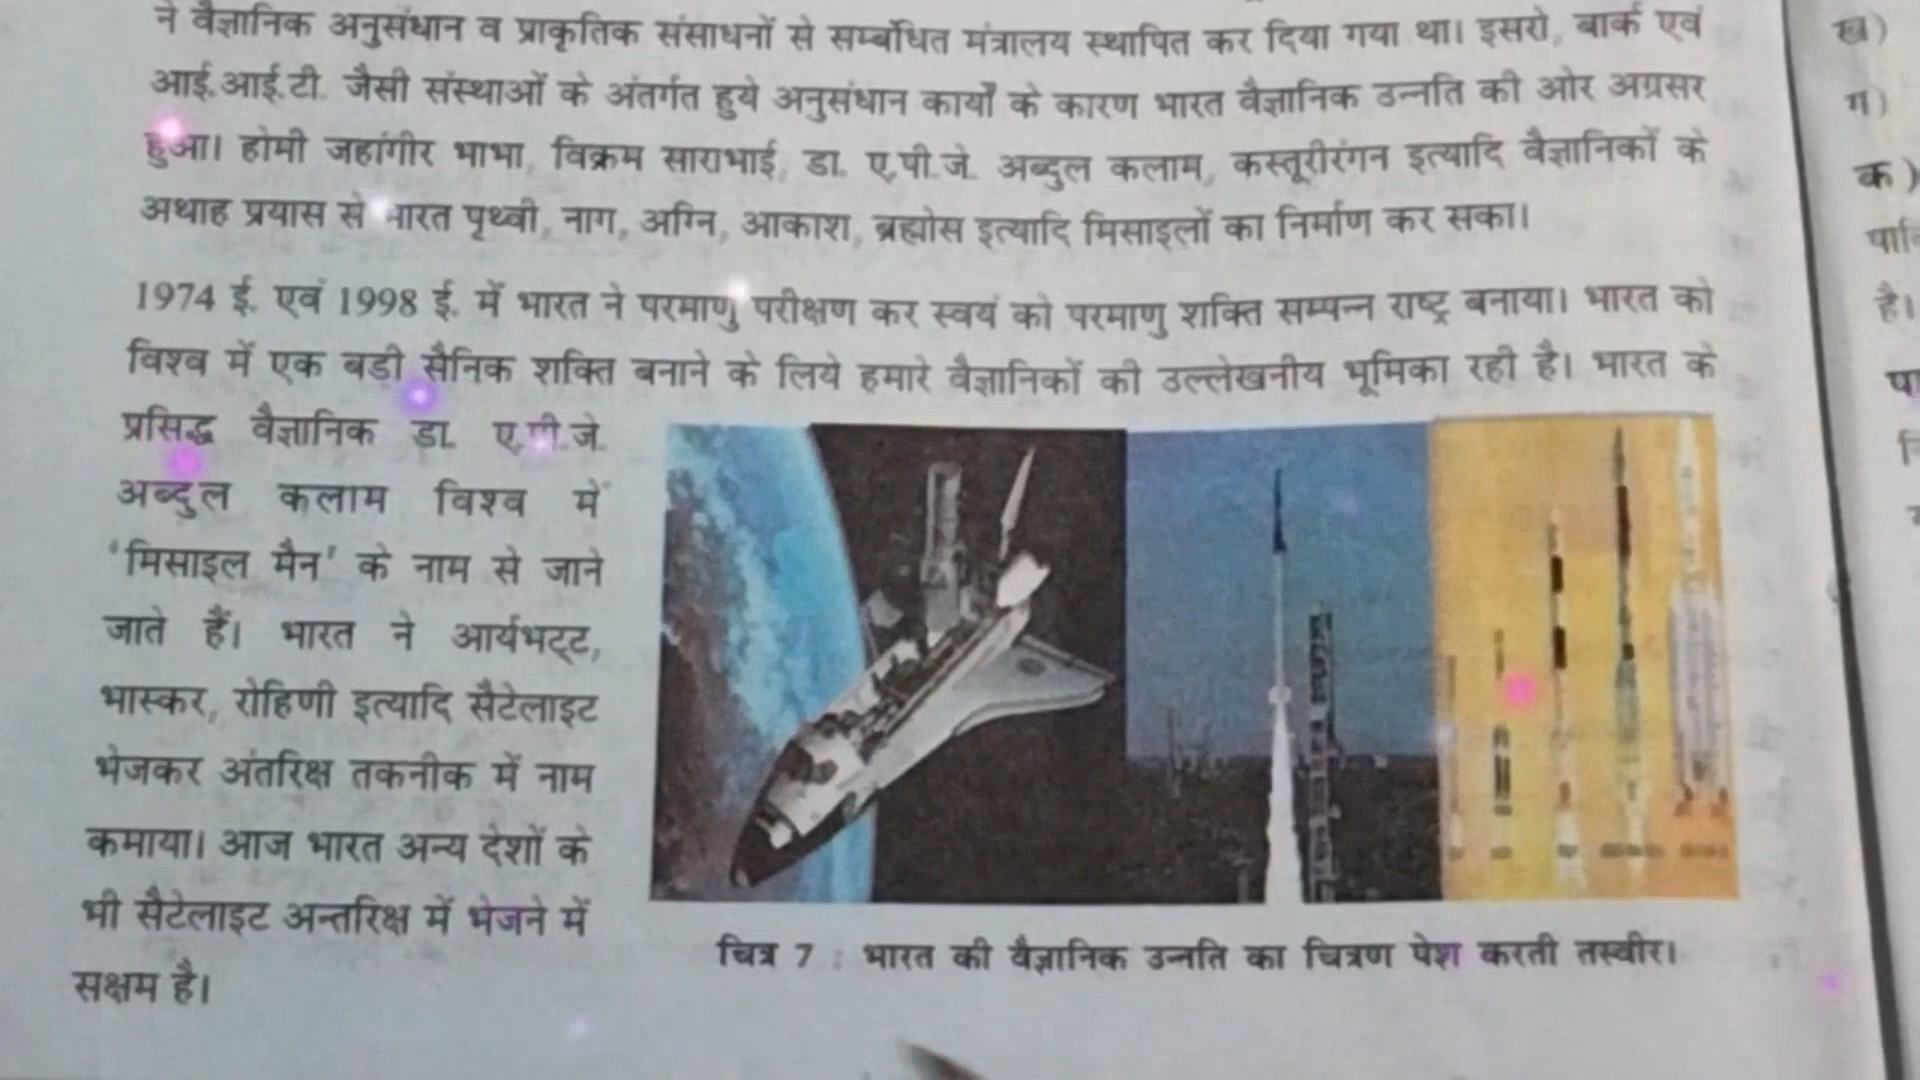 ने वैज्ञानिक अनुसंधान व प्राकृतिक संसाधनों से सम्बंधित मंत्रालय स्थापित कर दिया गया था। इसरो, बार्क एवं
आई.आई.टी. जैसी संस्थाओं के अंतर्गत हुये अनुसंधान कार्यों के कारण भारत वैज्ञानिक उन्नति की ओर अग्रसर
हुआ। होमी जहांगीर भाभा, विक्रम साराभाई, डा. ए.पी.जे. अब्दुल कलाम, कस्तूरीरंगन इत्यादि वैज्ञानिकों के
अथाह प्रयास से भारत पृथ्वी, नाग, अग्नि, आकाश, ब्रह्मोस इत्यादि मिसाइलों का निर्माण कर सका।
1974 ई. एवं 1998 ई. में भारत ने परमाणु परीक्षण कर स्वयं को परमाणु शक्ति सम्पन्न राष्ट्र बनाया। भारत को
विश्व में एक बडी सैनिक शक्ति बनाने के लिये हमारे वैज्ञानिकों की उल्लेखनीय भूमिका रही है। भारत के
प्रसिद्ध वैज्ञानिक डा. ए.पी.जे.
अब्दुल कलाम विश्व में
'मिसाइल मैन' के नाम से जाने
जाते हैं। भारत ने आर्यभट्ट,
भास्कर, रोहिणी इत्यादि सैटेलाइट
भेजकर अंतरिक्ष तकनीक में नाम
कमाया। आज भारत अन्य देशों के
भी सैटेलाइट अन्तरिक्ष में भेजने में
सक्षम है।
चित्र 7 : भारत की वैज्ञानिक उन्नति का चित्रण पेश करती तस्वीर।
ख)
ग)
क)
है।